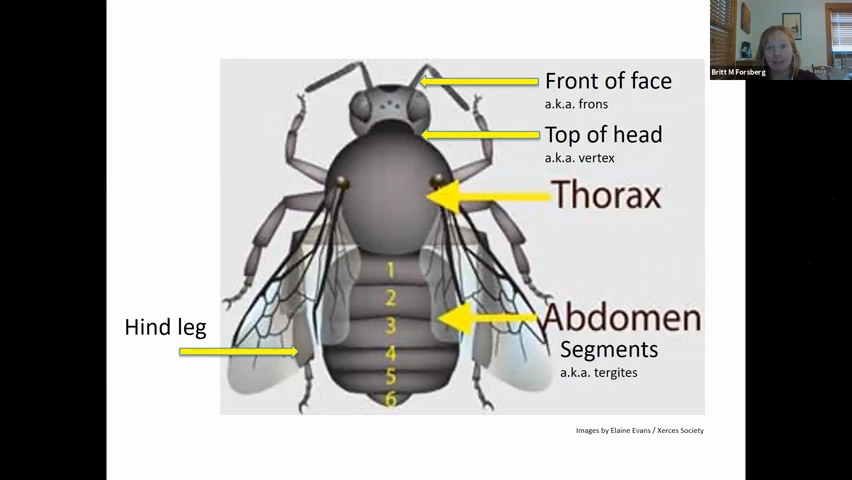 Britt M Forsberg
Front of face
a.k.a. frons
Top of head
a.k.a. vertex
Thorax
1
2
3
4
5
6
Hind leg
Abdomen
Segments
a.k.a. tergites
Images by Elaine Evans / Xerces Society